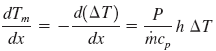 dT_m/dx = − d(ΔT)/dx = P/(ṁc_p) h ΔT